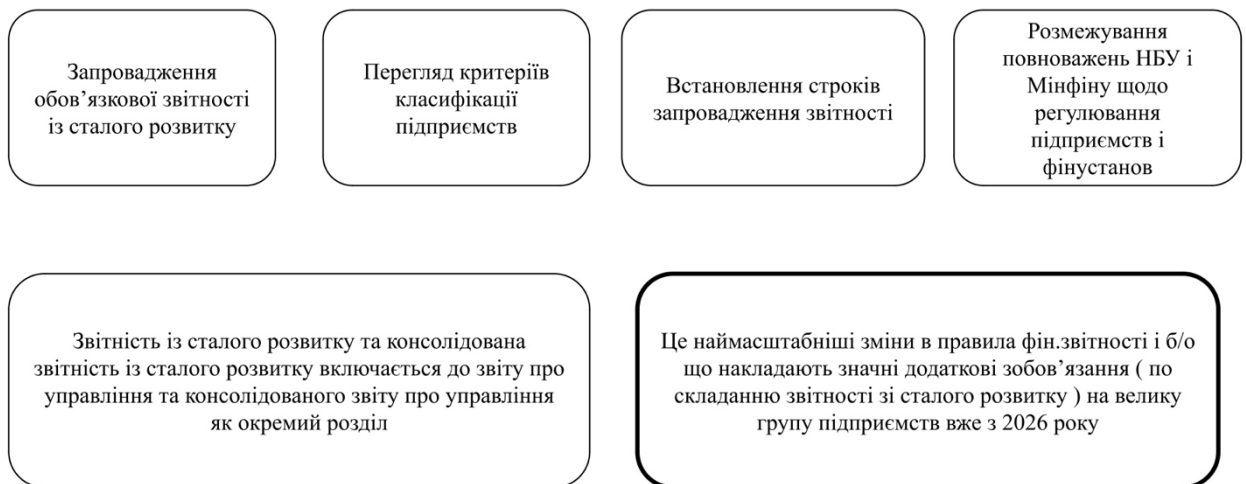 Запровадження
обов’язкової звітності
із сталого розвитку
Перегляд критеріїв
класифікації
підприємств
Встановлення строків
запровадження звітності
Розмежування
повноважень НБУ і
Мінфіну щодо
регулювання
підприємств і
фінустанов
Звітність із сталого розвитку та консолідована
звітність із сталого розвитку включається до звіту про
управління та консолідованого звіту про управління
як окремий розділ
Це наймасштабніші зміни в правила фін.звітності і б/о
що накладають значні додаткові зобов’язання ( по
складанню звітності зі сталого розвитку ) на велику
групу підприємств вже з 2026 року